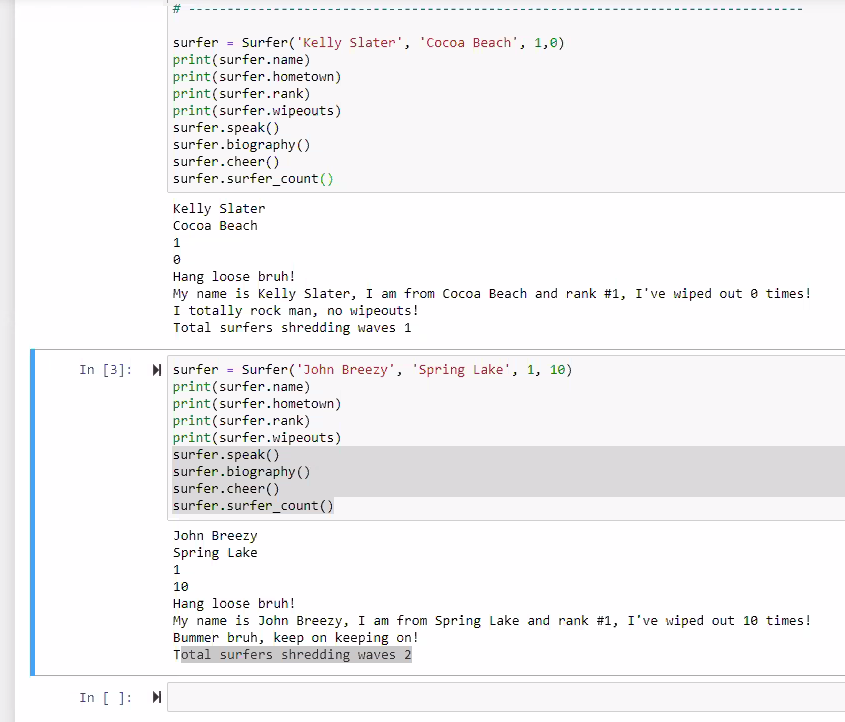 # ------------------------------------------------------------------------------
surfer = Surfer('Kelly Slater', 'Cocoa Beach', 1,0)
print(surfer.name)
print(surfer.hometown)
print(surfer.rank)
print(surfer.wipeouts)
surfer.speak()
surfer.biography()
surfer.cheer()
surfer.surfer_count()
Kelly Slater
Cocoa Beach
1
0
Hang loose bruh!
My name is Kelly Slater, I am from Cocoa Beach and rank #1, I've wiped out 0 times!
I totally rock man, no wipeouts!
Total surfers shredding waves 1
In [3]: surfer = Surfer('John Breezy', 'Spring Lake', 1, 10)
print(surfer.name)
print(surfer.hometown)
print(surfer.rank)
print(surfer.wipeouts)
surfer.speak()
surfer.biography()
surfer.cheer()
surfer.surfer_count()
John Breezy
Spring Lake
1
10
Hang loose bruh!
My name is John Breezy, I am from Spring Lake and rank #1, I've wiped out 10 times!
Bummer bruh, keep on keeping on!
Total surfers shredding waves 2
In [ ]: